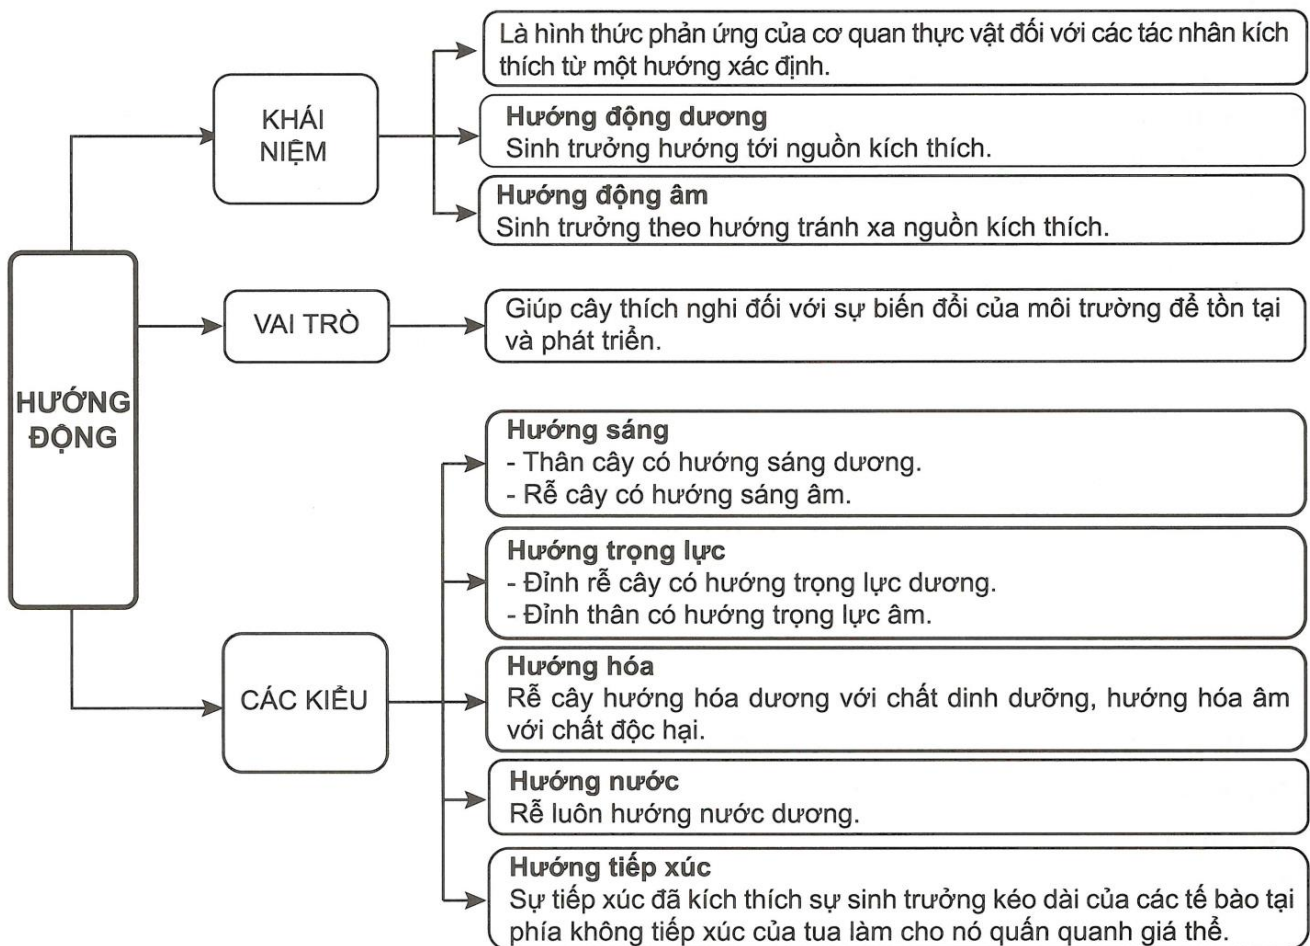 Là hình thức phản ứng của cơ quan thực vật đối với các tác nhân kích
thích từ một hướng xác định.
KHÁI
NIỆM
Hướng động dương
Sinh trưởng hướng tới nguồn kích thích.
Hướng động âm
Sinh trưởng theo hướng tránh xa nguồn kích thích.
VAI TRÒ
Giúp cây thích nghi đối với sự biến đổi của môi trường để tồn tại
và phát triển.
HƯỚNG
ĐỘNG
Hướng sáng
- Thân cây có hướng sáng dương.
- Rễ cây có hướng sáng âm.
Hướng trọng lực
- Đỉnh rễ cây có hướng trọng lực dương.
- Đỉnh thân có hướng trọng lực âm.
CÁC KIỂU
Hướng hóa
Rễ cây hướng hóa dương với chất dinh dưỡng, hướng hóa âm
với chất độc hại.
Hướng nước
Rễ luôn hướng nước dương.
Hướng tiếp xúc
Sự tiếp xúc đã kích thích sự sinh trưởng kéo dài của các tế bào tại
phía không tiếp xúc của tua làm cho nó quấn quanh giá thể.